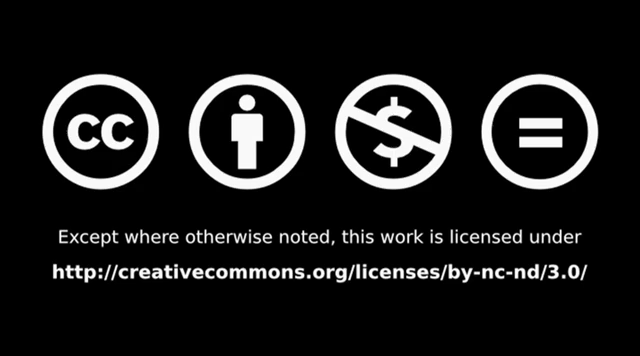 cc
$
=
Except where otherwise noted, this work is licensed under
http://creativecommons.org/licenses/by-nc-nd/3.0/